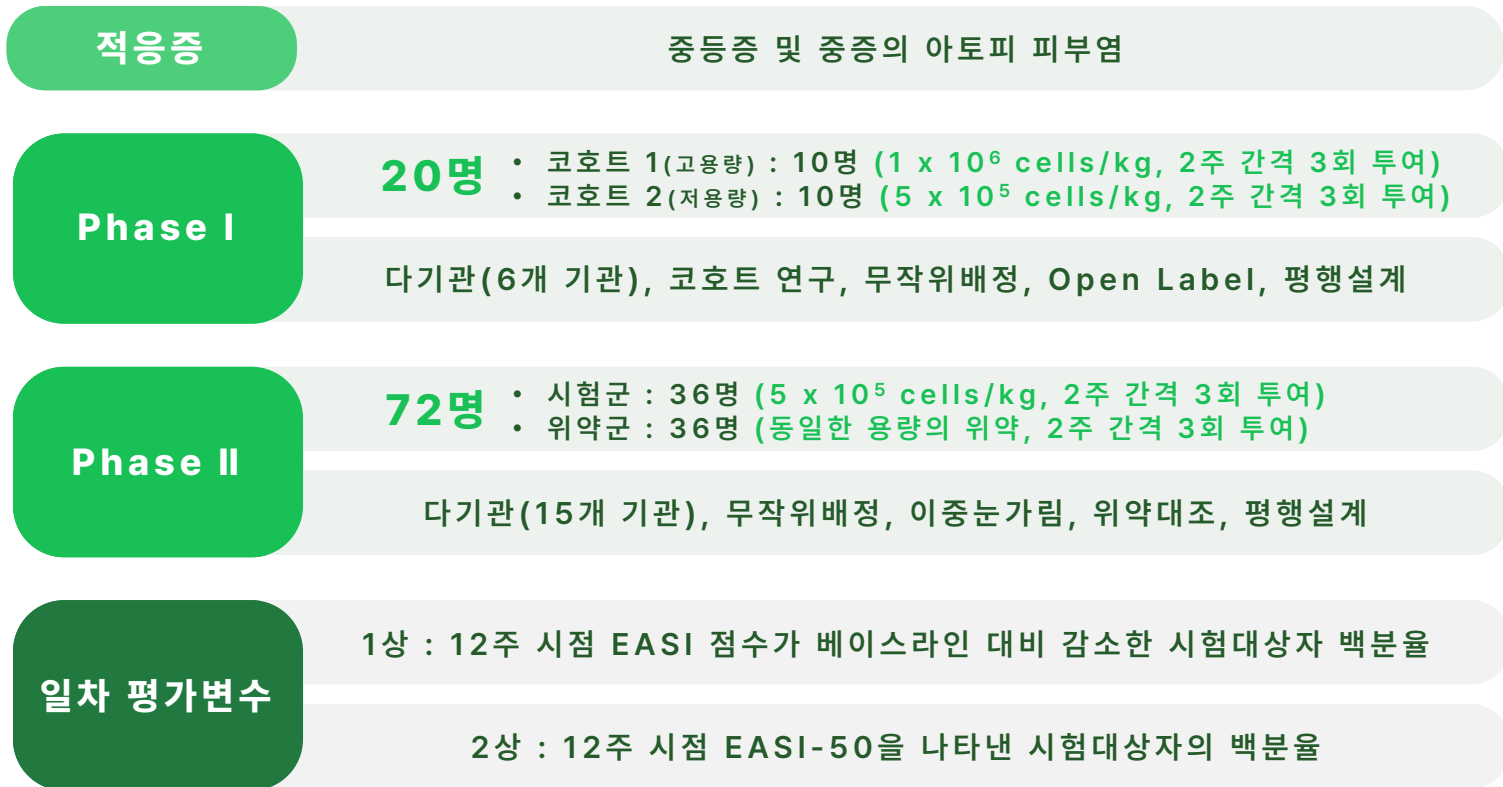 적응증
중등증 및 중증의 아토피 피부염
Phase Ⅰ
20명
• 코호트 1(고용량) : 10명 (1 x 10⁶ cells/kg, 2주 간격 3회 투여)
• 코호트 2(저용량) : 10명 (5 x 10⁵ cells/kg, 2주 간격 3회 투여)
다기관(6개 기관), 코호트 연구, 무작위배정, Open Label, 평행설계
Phase Ⅱ
72명
• 시험군 : 36명 (5 x 10⁵ cells/kg, 2주 간격 3회 투여)
• 위약군 : 36명 (동일한 용량의 위약, 2주 간격 3회 투여)
다기관(15개 기관), 무작위배정, 이중눈가림, 위약대조, 평행설계
일차 평가변수
1상 : 12주 시점 EASI 점수가 베이스라인 대비 감소한 시험대상자 백분율
2상 : 12주 시점 EASI-50을 나타낸 시험대상자의 백분율